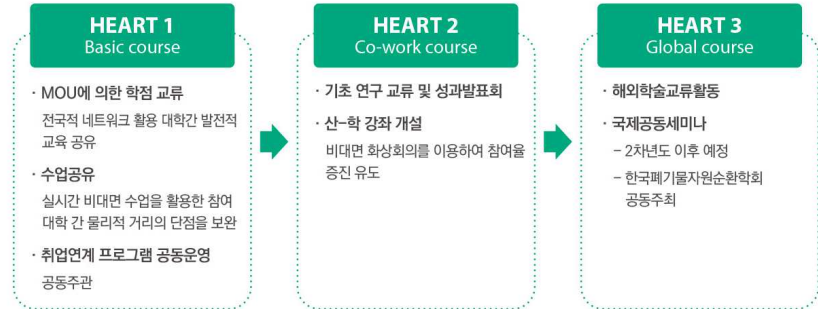 HEART 1
Basic course
· MOU에 의한 학점 교류
전국적 네트워크 활용 대학간 발전적
교육 공유
· 수업공유
실시간 비대면 수업을 활용한 참여
대학 간 물리적 거리의 단점을 보완
· 취업연계 프로그램 공동운영
공동주관
HEART 2
Co-work course
· 기초 연구 교류 및 성과발표회
· 산-학 강좌 개설
비대면 화상회의를 이용하여 참여율
증진 유도
HEART 3
Global course
· 해외학술교류활동
· 국제공동세미나
- 2차년도 이후 예정
- 한국폐기물자원순환학회
공동주최